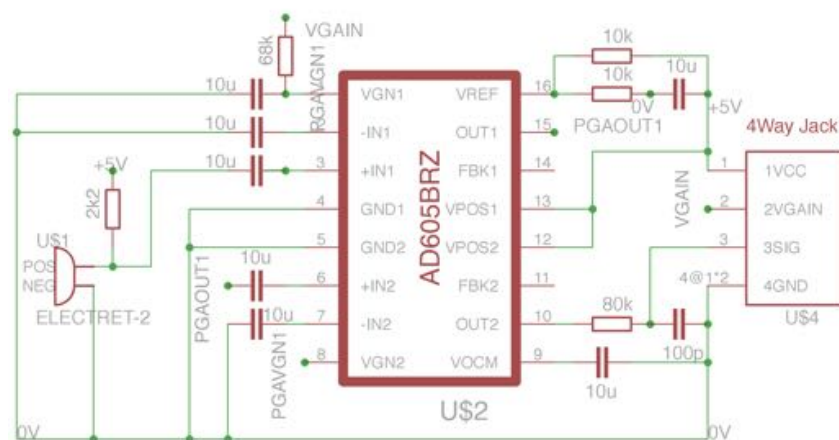 VGAIN
68k
PGAVGN1
10u
10u
10u
+5V
2k2
U$1
POS
NEG
ELECTRET-2
PGAOUT1
10u
10u
PGAVGN1
0V
3
4
5
6
7
8
VGN1
-IN1
+IN1
GND1
GND2
+IN2
-IN2
VGN2
AD605BRZ
VREF
OUT1
FBK1
VPOS1
VPOS2
FBK2
OUT2
VOCM
U$2
16
15
14
13
12
11
10
9
10k
10k
10u
0V
+5V
PGAOUT1
4Way Jack
1
2
3
4@1*2
1VCC
2VGAIN
3SIG
4GND
VGAIN
U$4
80k
100p
10u
0V